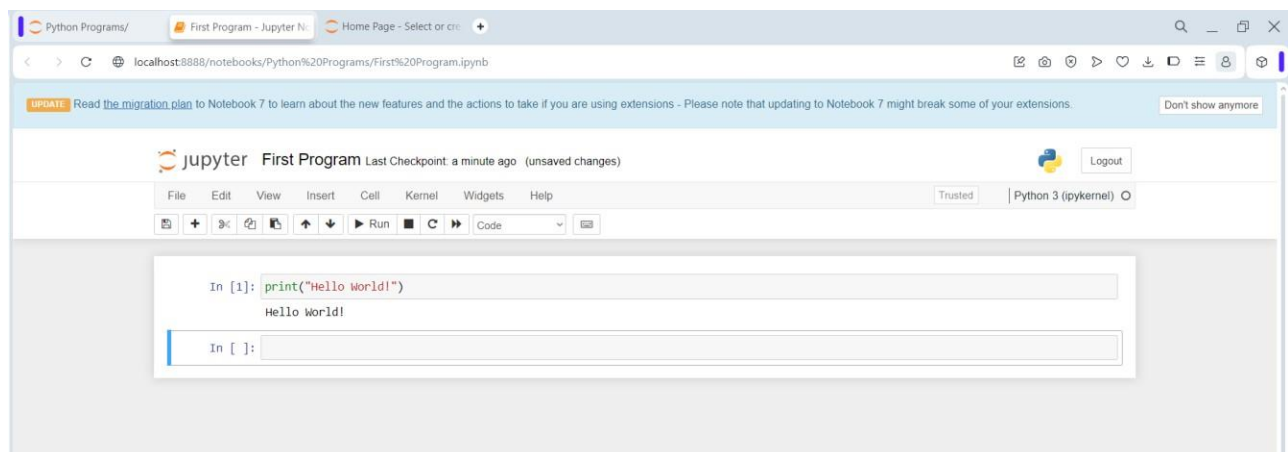 Python Programs/
First Program - Jupyter No
Home Page - Select or cre
localhost:8888/notebooks/Python%20Programs/First%20Program.ipynb
UPDATE Read the migration plan to Notebook 7 to learn about the new features and the actions to take if you are using extensions - Please note that updating to Notebook 7 might break some of your extensions. Don't show anymore
jupyter First Program Last Checkpoint: a minute ago (unsaved changes) Logout
File Edit View Insert Cell Kernel Widgets Help Trusted Python 3 (ipykernel)
Run Code
In [1]: print("Hello World!")
Hello World!
In [ ]: